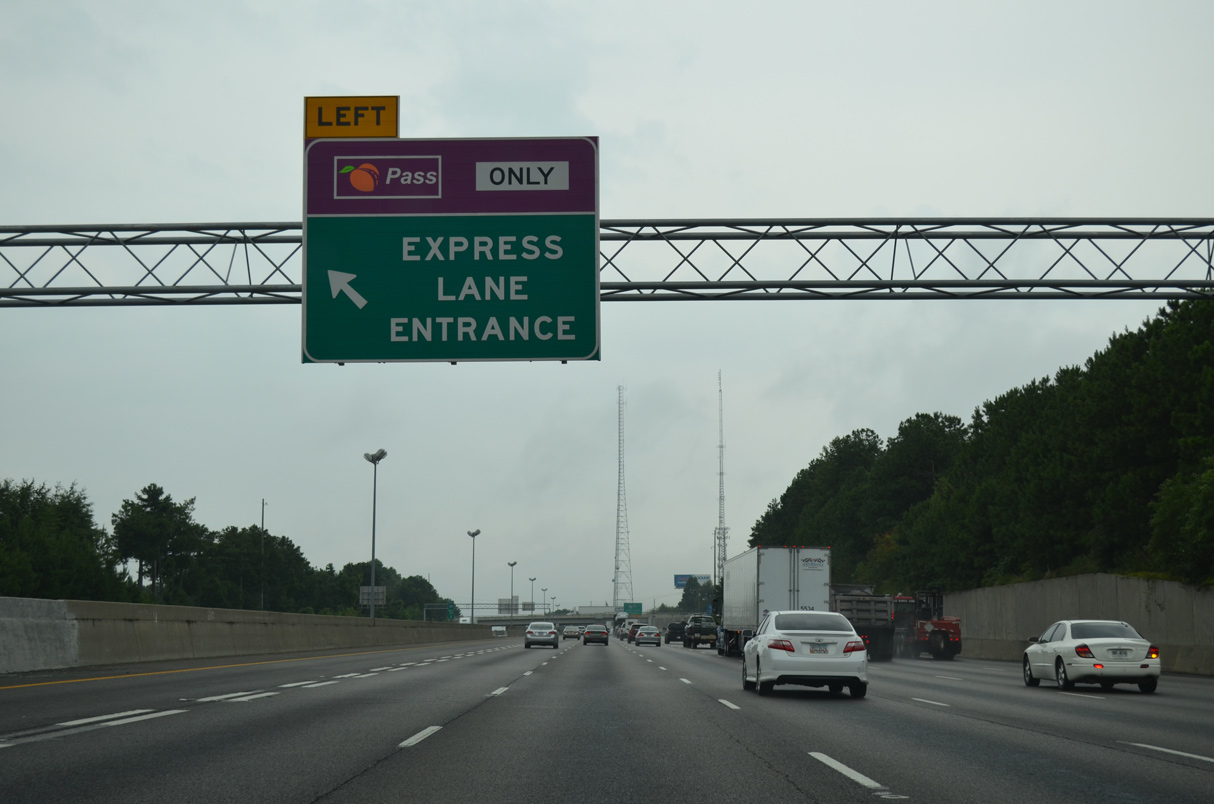 LEFT
Pass ONLY
EXPRESS
LANE
ENTRANCE